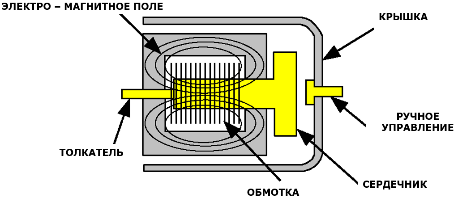 ЭЛЕКТРО – МАГНИТНОЕ ПОЛЕ
КРЫШКА
РУЧНОЕ
УПРАВЛЕНИЕ
ТОЛКАТЕЛЬ
ОБМОТКА
СЕРДЕЧНИК